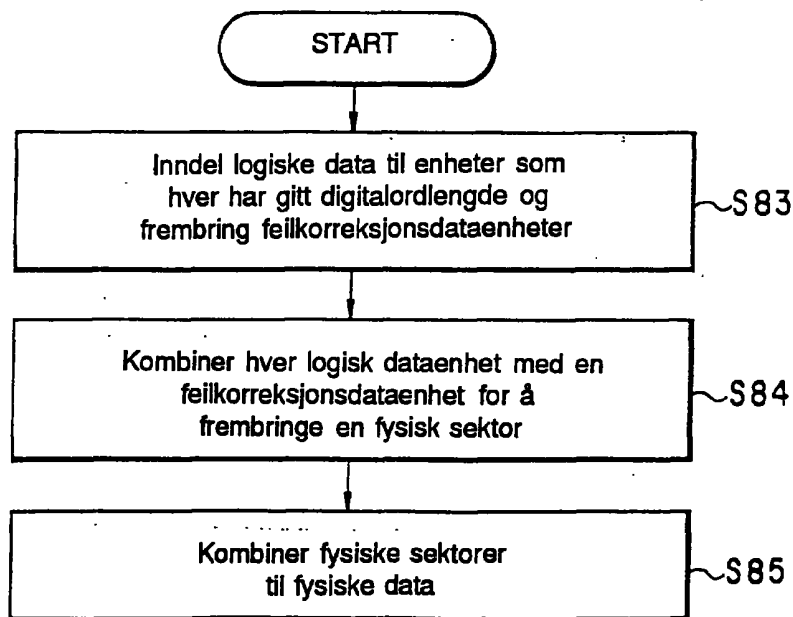 START
Inndel logiske data til enheter som
hver har gitt digitalordlengde og
frembring feilkorreksjonsdataenheter
S83
Kombiner hver logisk dataenhet med en
feilkorreksjonsdataenhet for å
frembringe en fysisk sektor
S84
Kombiner fysiske sektorer
til fysiske data
S85